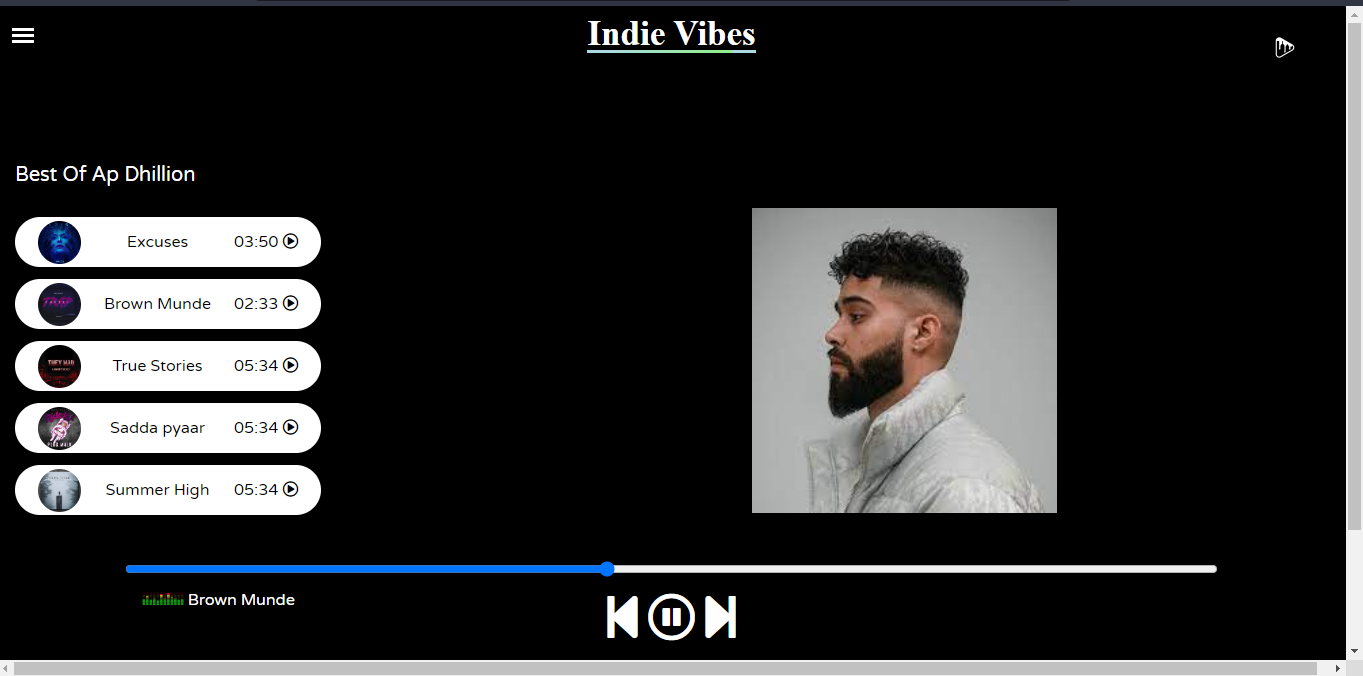 Indie Vibes
Best Of Ap Dhillion
Excuses 03:50
Brown Munde 02:33
True Stories 05:34
Sadda pyaar 05:34
Summer High 05:34
Brown Munde